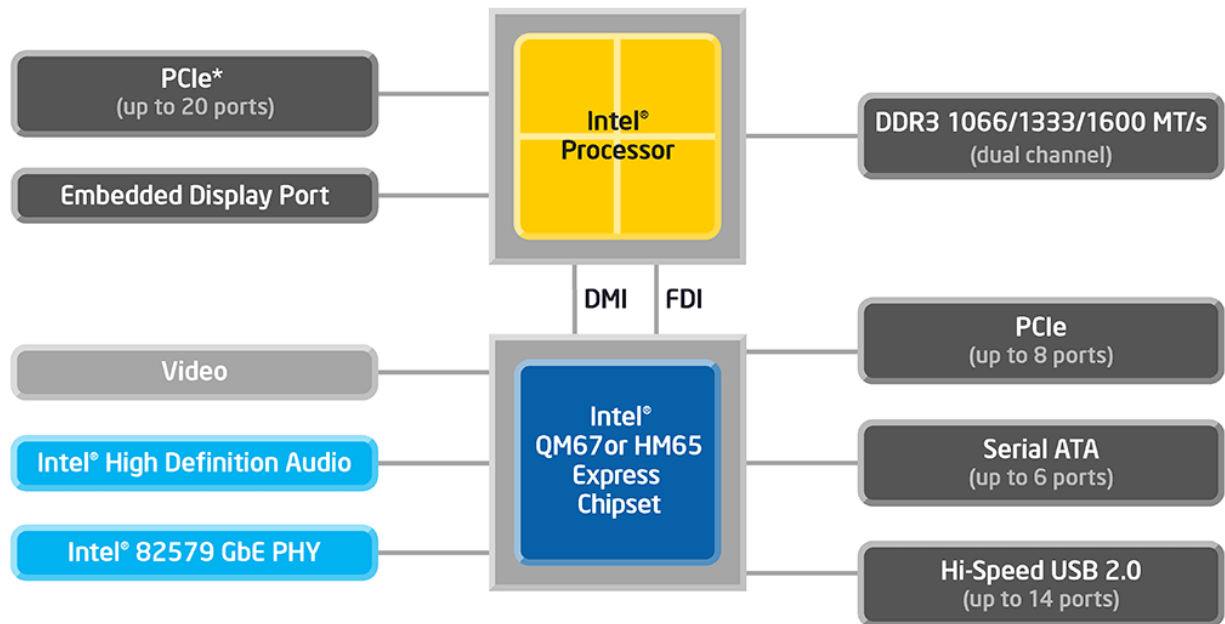 PCIe*
(up to 20 ports)
Embedded Display Port
Intel® Processor
DDR3 1066/1333/1600 MT/s
(dual channel)
DMI
FDI
Video
Intel® High Definition Audio
Intel® 82579 GbE PHY
Intel®
QM67or HM65
Express
Chipset
PCIe
(up to 8 ports)
Serial ATA
(up to 6 ports)
Hi-Speed USB 2.0
(up to 14 ports)